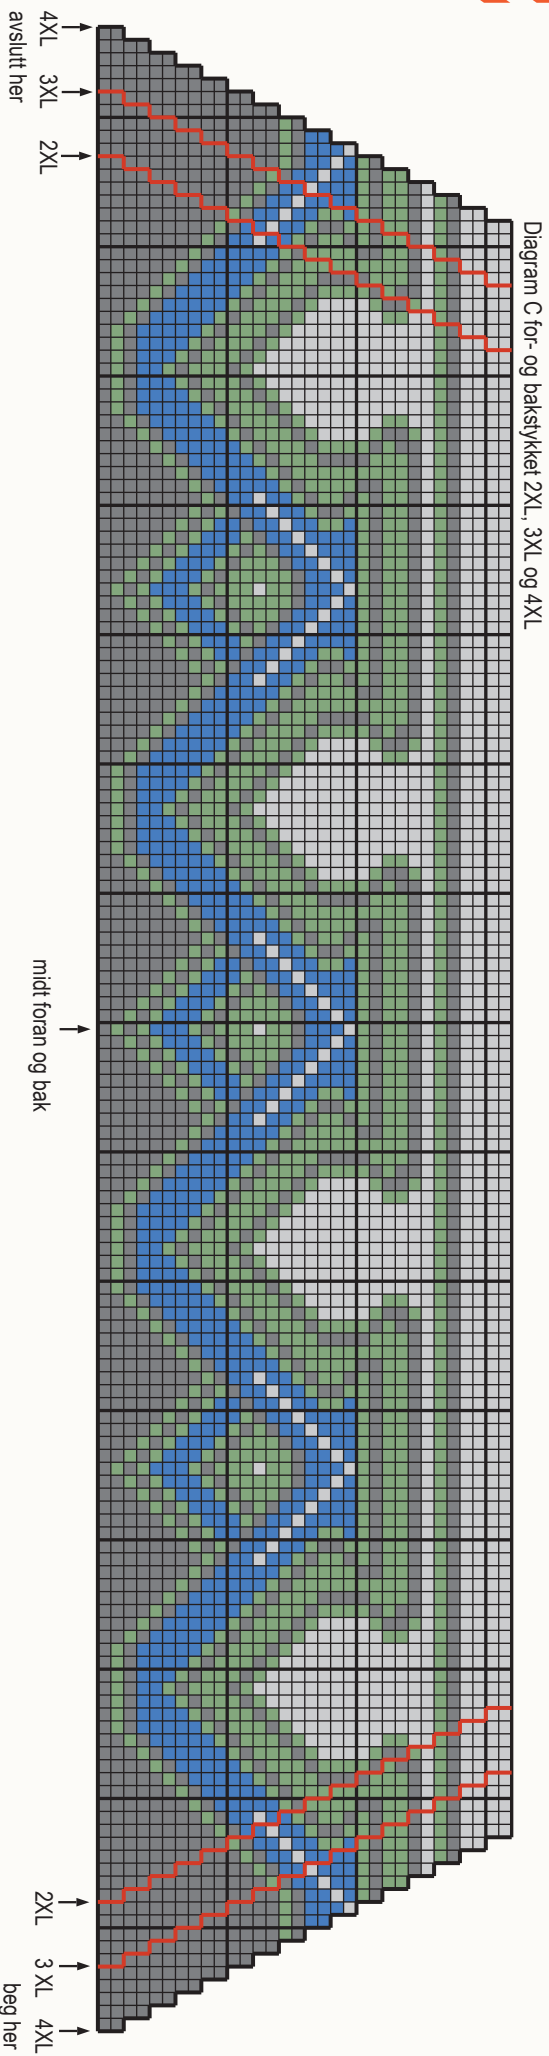 Diagram C for- og bakstykket 2XL, 3XL og 4XL
4XL
3XL
2XL
avslutt her
midt foran og bak
2XL
3 XL
4XL
beg her